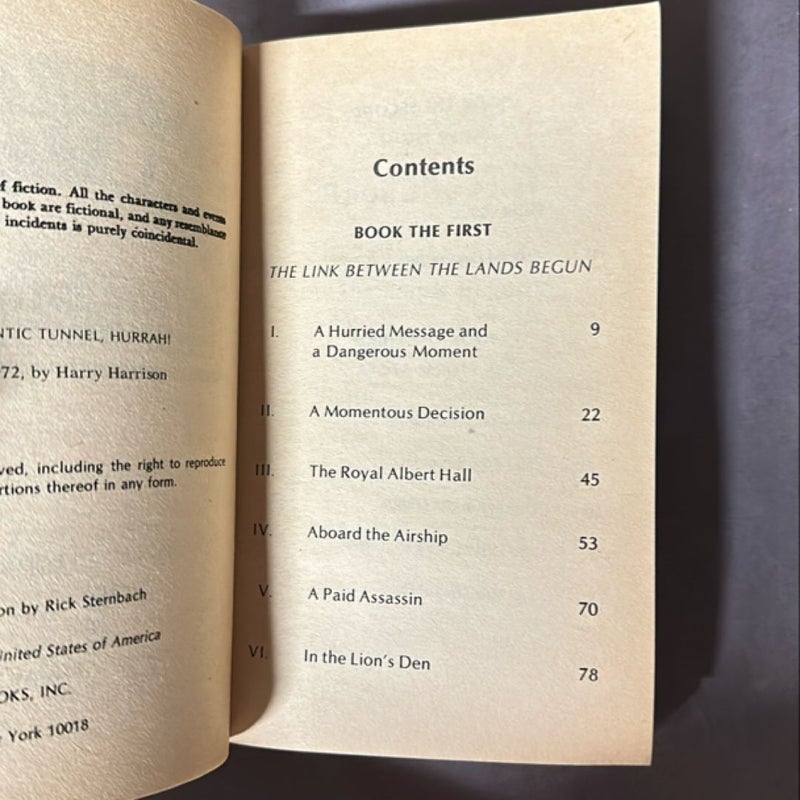 f fiction. All the characters and events
book are fictional, and any resemblance
incidents is purely coincidental.
NTIC TUNNEL, HURRAH!
72, by Harry Harrison
ved, including the right to reproduce
rtions thereof in any form.
on by Rick Sternbach
United States of America
OKS, INC.
York 10018
Contents
BOOK THE FIRST
THE LINK BETWEEN THE LANDS BEGUN
I. A Hurried Message and
a Dangerous Moment 9
II. A Momentous Decision 22
III. The Royal Albert Hall 45
IV. Aboard the Airship 53
V. A Paid Assassin 70
VI. In the Lion's Den 78